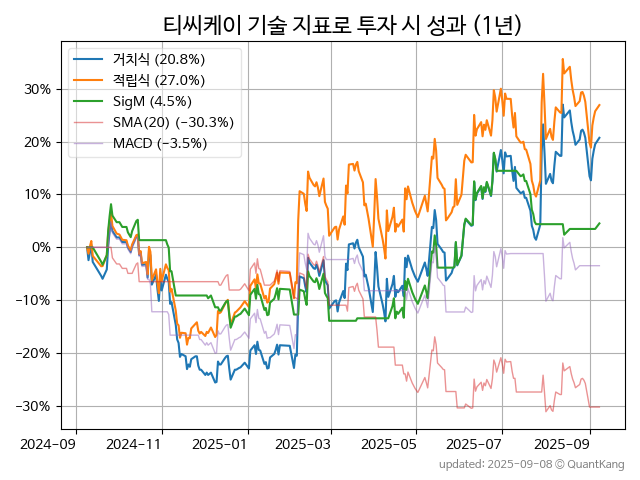 티씨케이 기술 지표로 투자 시 성과 (1년)
거치식 (20.8%)
적립식 (27.0%)
SigM (4.5%)
SMA(20) (−30.3%)
MACD (−3.5%)
30%
20%
10%
0%
−10%
−20%
−30%
2024-09 2024-11 2025-01 2025-03 2025-05 2025-07 2025-09
updated: 2025-09-08 © QuantKang